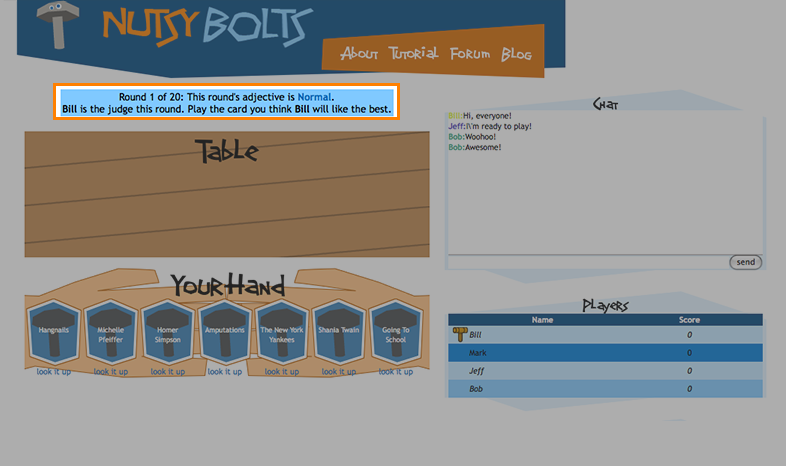 NUTSY BOLTS
About Tutorial Forum Blog
Round 1 of 20: This round's adjective is Normal.
Bill is the judge this round. Play the card you think Bill will like the best.
Chat
Bill:Hi, everyone!
Jeff:I\'m ready to play!
Bob:Woohoo!
Bob:Awesome!
send
Table
Your Hand
Hangnails
Michelle
Pfeiffer
Homer
Simpson
Amputations
The New York
Yankees
Shania Twain
Going To
School
look it up look it up look it up look it up look it up look it up look it up
Players
Name Score
Bill 0
Mark 0
Jeff 0
Bob 0